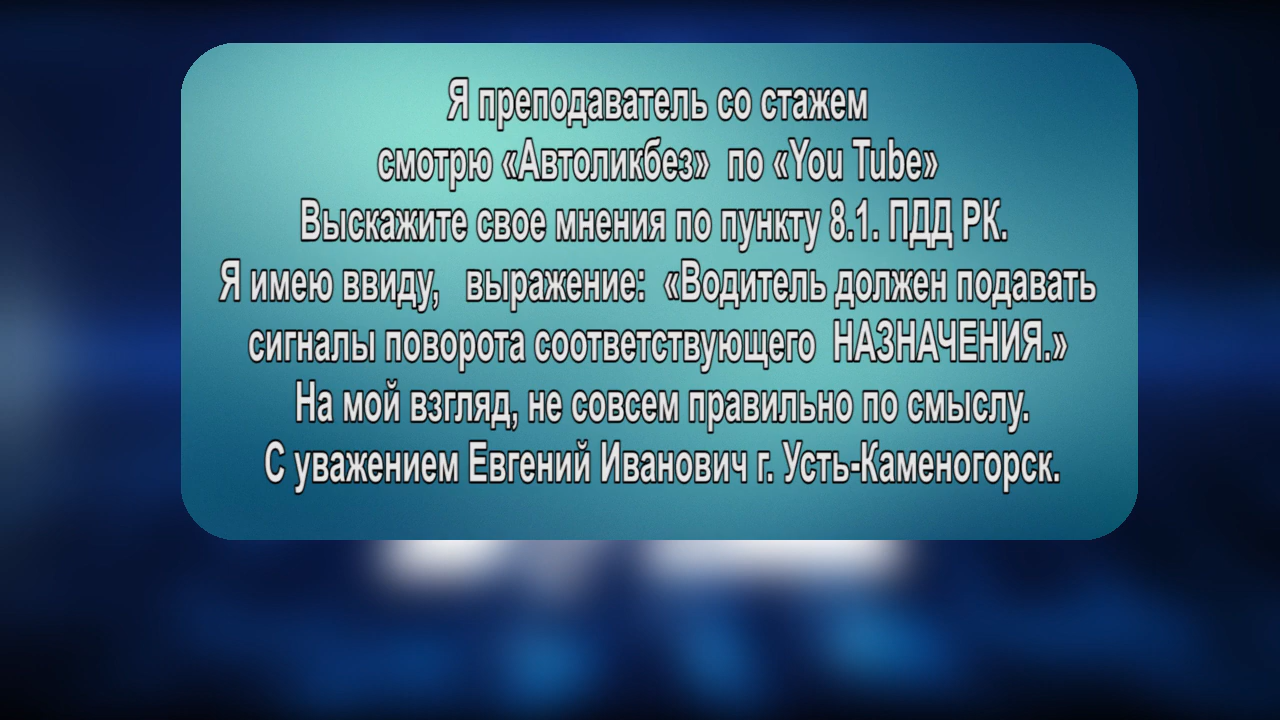 Я преподаватель со стажем
смотрю «Автоликбез» по «You Tube»
Выскажите свое мнения по пункту 8.1. ПДД РК.
Я имею ввиду, выражение: «Водитель должен подавать
сигналы поворота соответствующего НАЗНАЧЕНИЯ.»
На мой взгляд, не совсем правильно по смыслу.
С уважением Евгений Иванович г. Усть-Каменогорск.